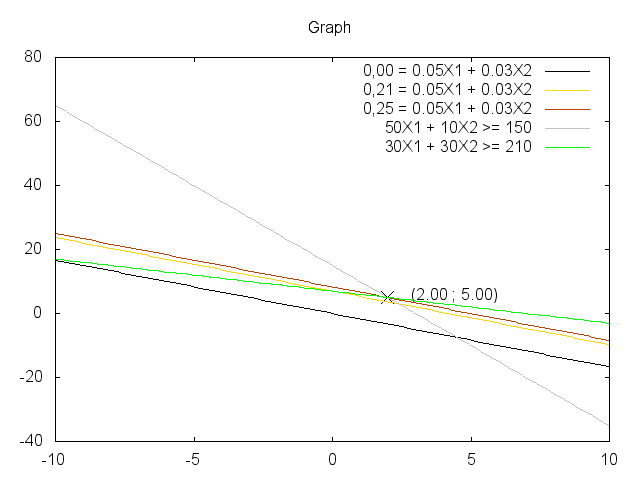 Graph
80
60
40
20
0
-20
-40
0,00 = 0.05X1 + 0.03X2
0,21 = 0.05X1 + 0.03X2
0,25 = 0.05X1 + 0.03X2
50X1 + 10X2 >= 150
30X1 + 30X2 >= 210
(2.00 ; 5.00)
-10 -5 0 5 10